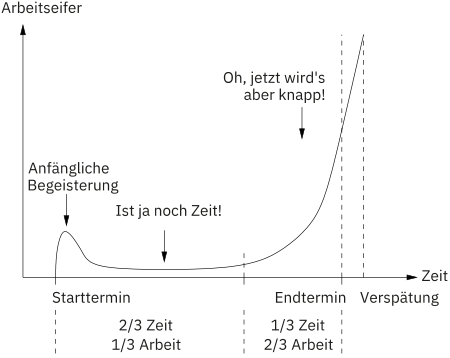 Arbeitseifer
Oh, jetzt wird's
aber knapp!
Anfängliche
Begeisterung
Ist ja noch Zeit!
Zeit
Starttermin
Endtermin
Verspätung
2/3 Zeit
1/3 Arbeit
1/3 Zeit
2/3 Arbeit